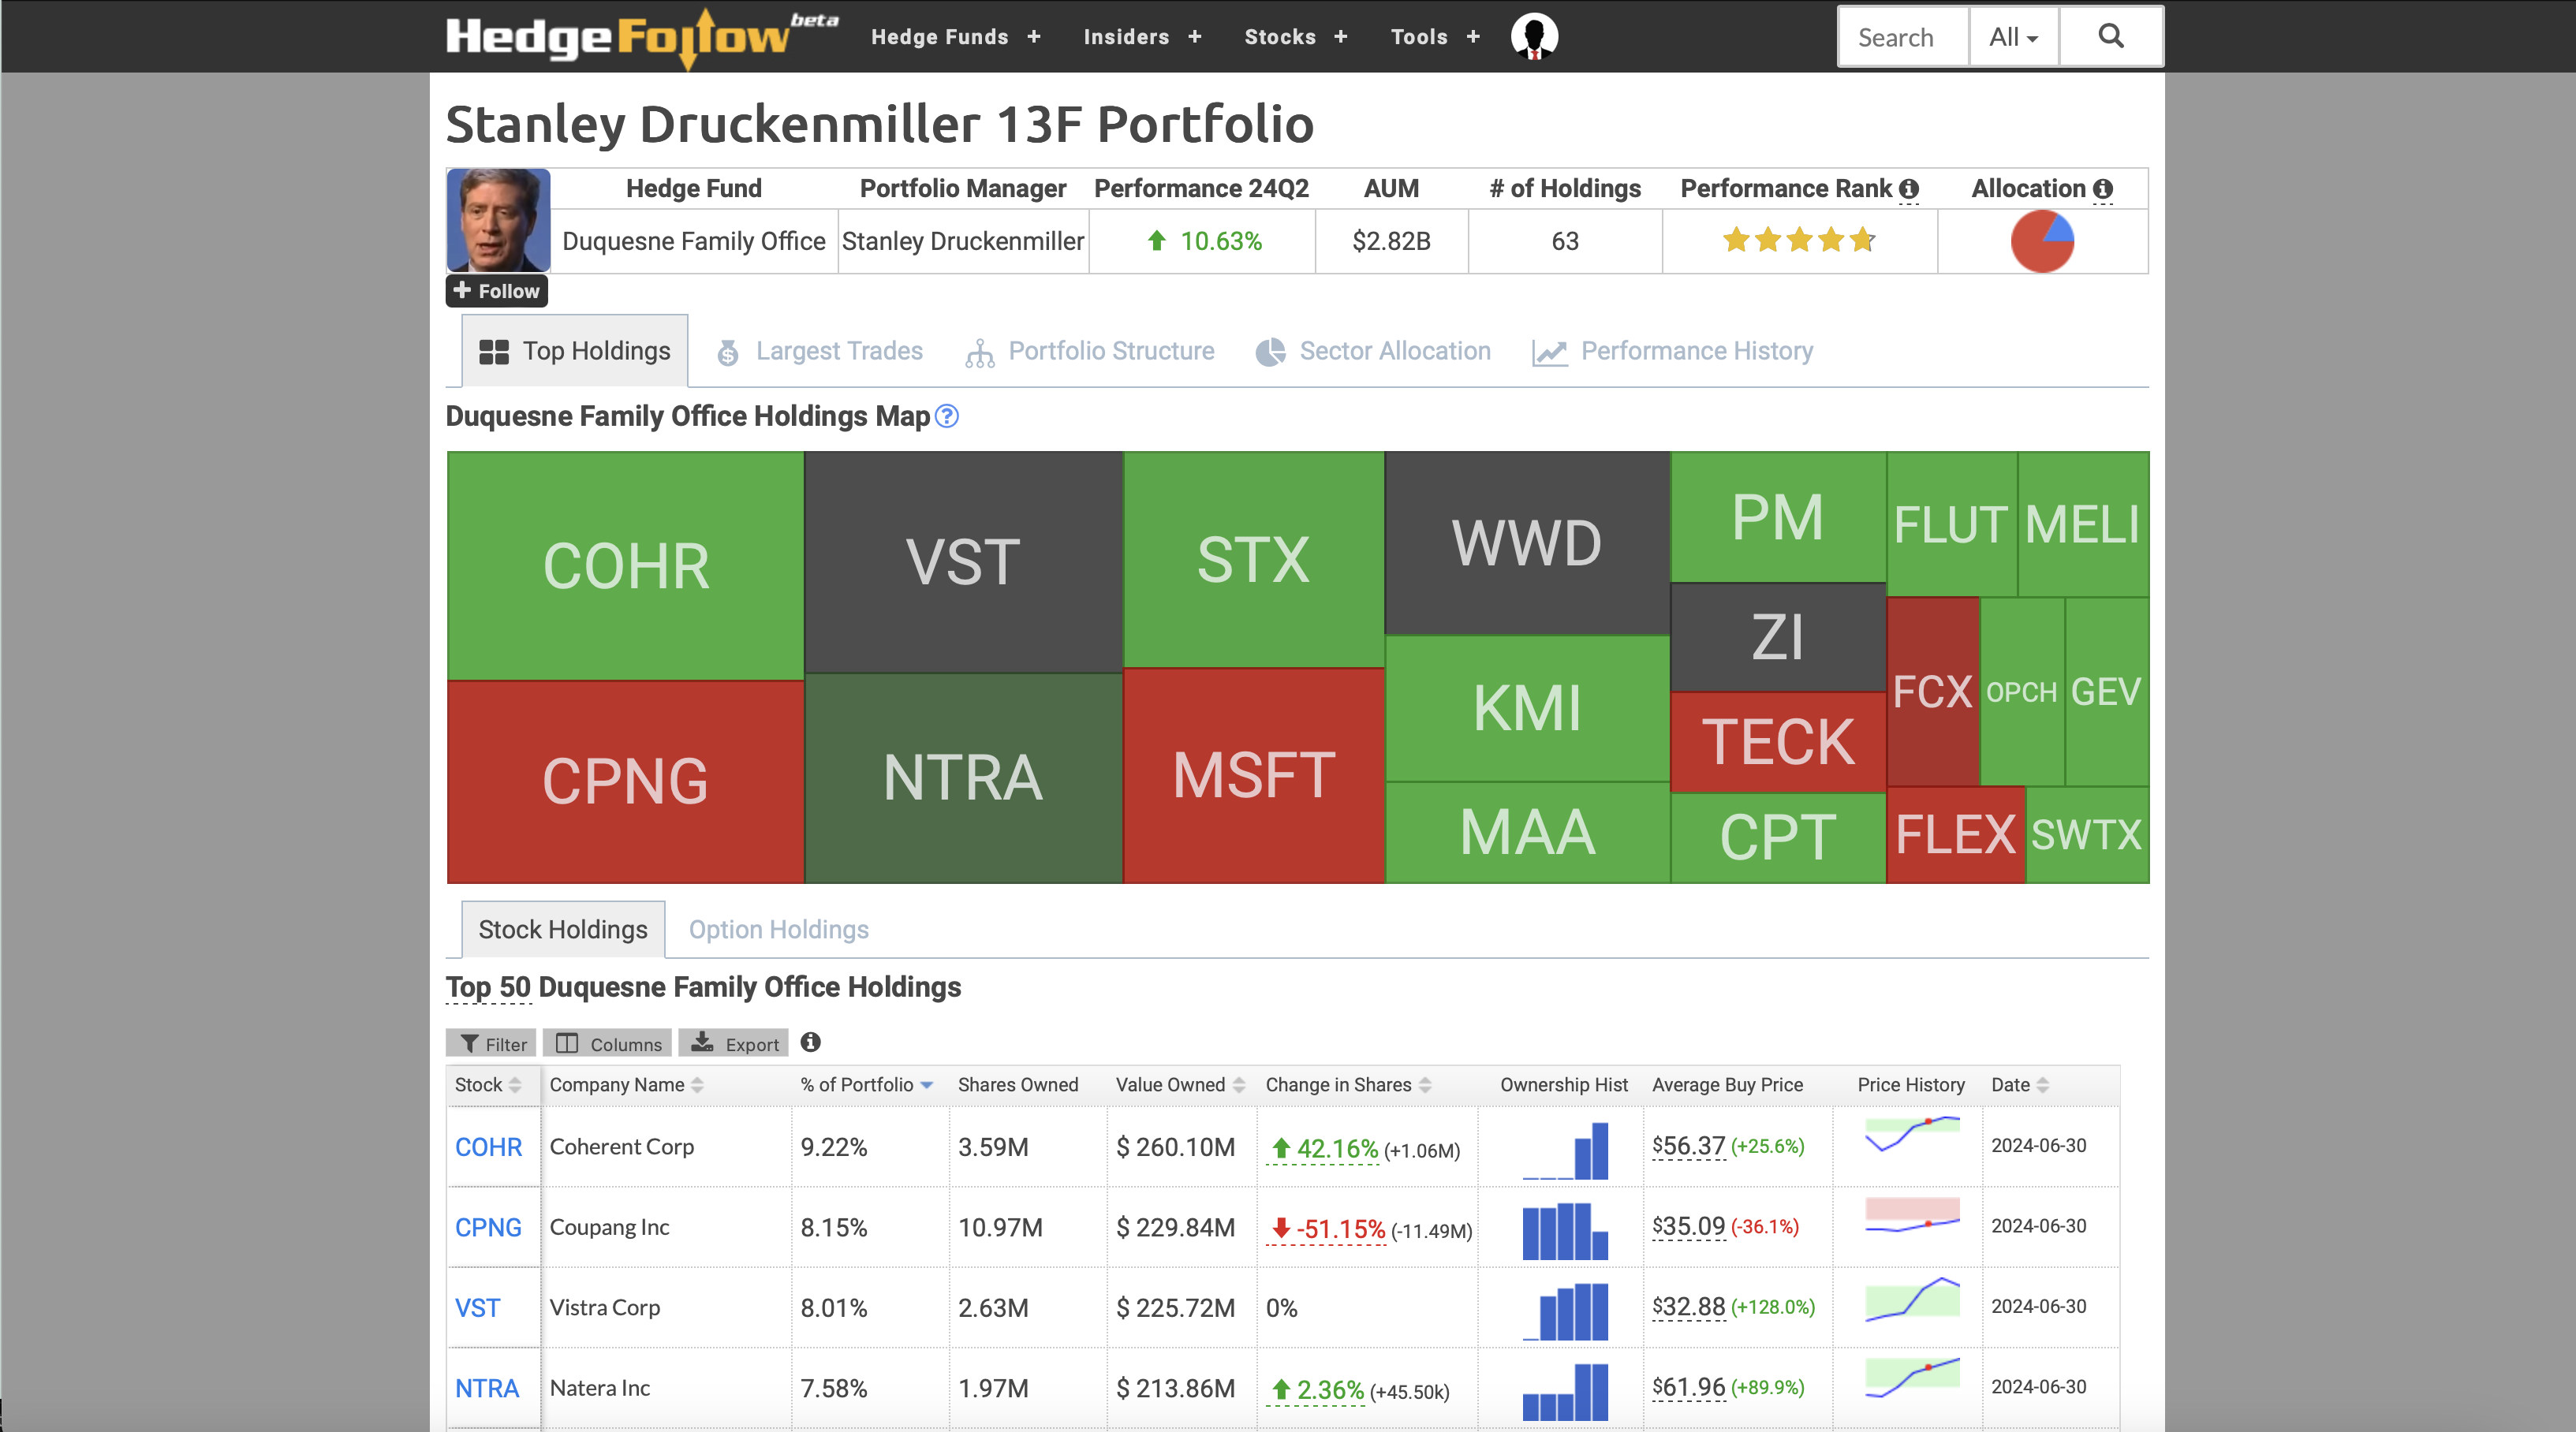 HedgeFollow beta Hedge Funds + Insiders + Stocks + Tools + Search All
Stanley Druckenmiller 13F Portfolio
Hedge Fund Portfolio Manager Performance 24Q2 AUM # of Holdings Performance Rank Allocation
Duquesne Family Office Stanley Druckenmiller 10.63% $2.82B 63
+ Follow
Top Holdings Largest Trades Portfolio Structure Sector Allocation Performance History
Duquesne Family Office Holdings Map ?
COHR VST STX WWD PM FLUT MELI
ZI
KMI FCX OPCH GEV
CPNG NTRA MSFT TECK
MAA CPT FLEX SWTX
Stock Holdings Option Holdings
Top 50 Duquesne Family Office Holdings
Filter Columns Export
Stock Company Name % of Portfolio Shares Owned Value Owned Change in Shares Ownership Hist Average Buy Price Price History Date
COHR Coherent Corp 9.22% 3.59M $ 260.10M 42.16% (+1.06M) $56.37 (+25.6%) 2024-06-30
CPNG Coupang Inc 8.15% 10.97M $ 229.84M -51.15% (-11.49M) $35.09 (-36.1%) 2024-06-30
VST Vistra Corp 8.01% 2.63M $ 225.72M 0% $32.88 (+128.0%) 2024-06-30
NTRA Natera Inc 7.58% 1.97M $ 213.86M 2.36% (+45.50k) $61.96 (+89.9%) 2024-06-30